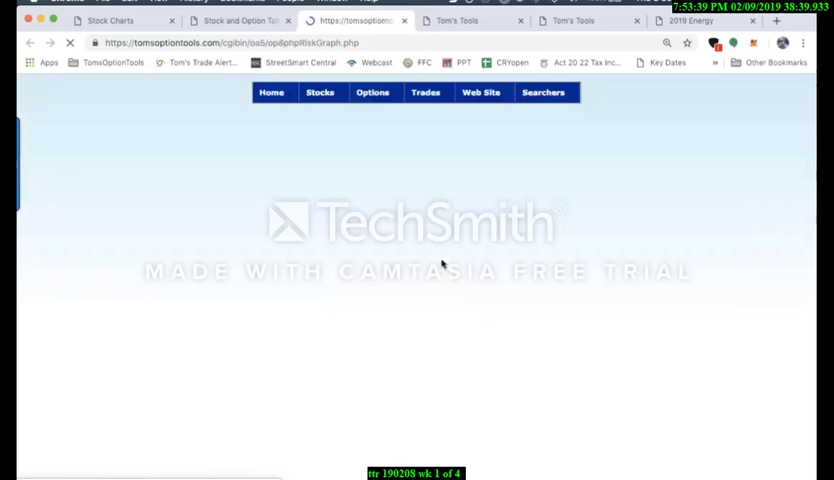 7:53:39 PM 02/09/2019 38:39.933
Stock Charts
Stock and Option Tab
https://tomsoptiontools.co
Tom's Tools
Tom's Tools
2019 Energy
https://tomsoptiontools.com/cgibin/oa5/op8phpRiskGraph.php
Apps
TomsOptionTools
Tom's Trade Alert...
StreetSmart Central
Webcast
FFC
PPT
CRYopen
Act 20 22 Tax Inc...
Key Dates
»
Other Bookmarks
Home
Stocks
Options
Trades
Web Site
Searchers
TechSmith
MADE WITH CAMTASIA FREE TRIAL
ttr 190208 wk 1 of 4